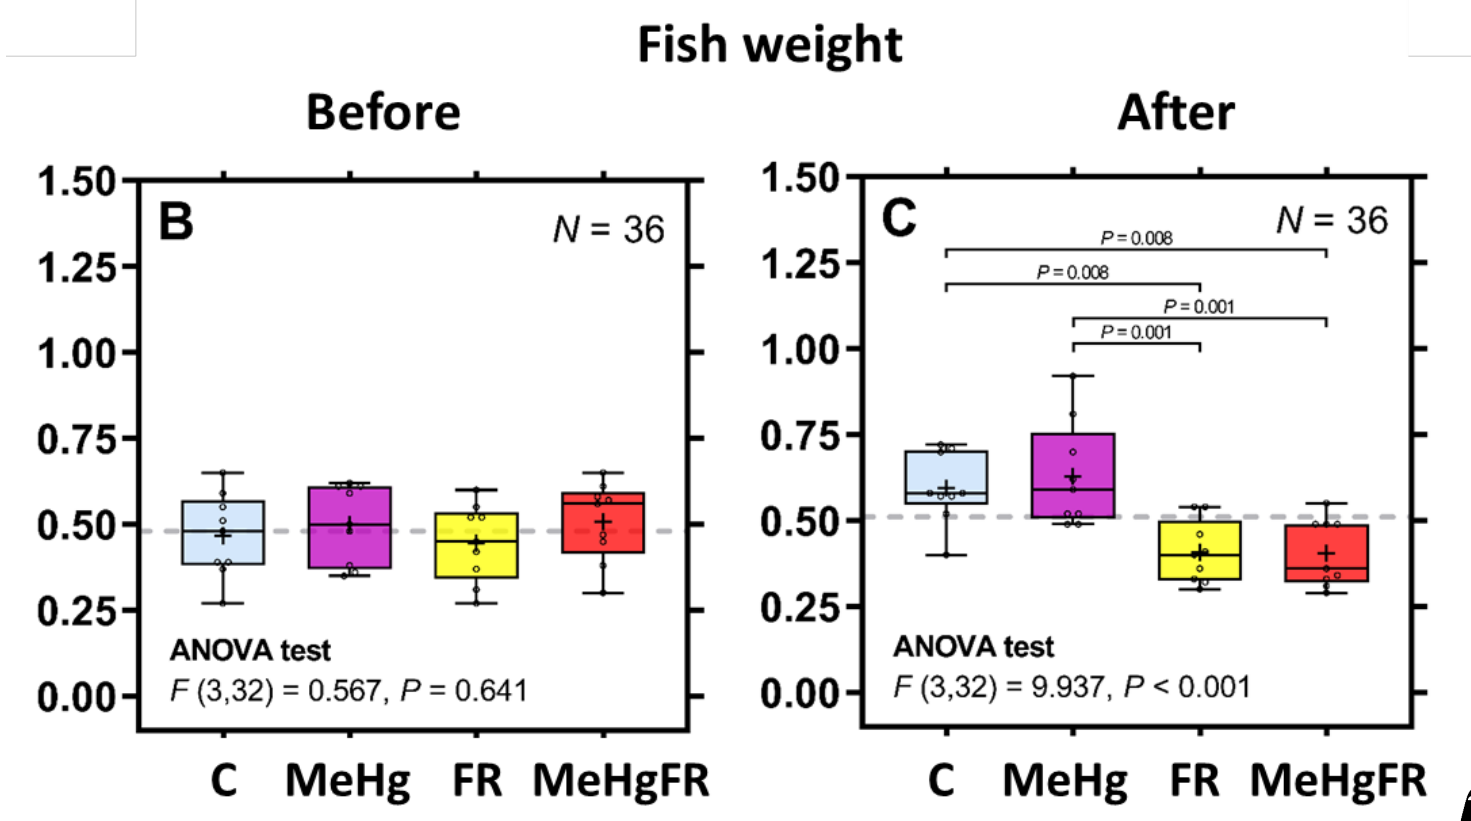 Fish weight
Before
1.50
1.25
1.00
0.75
0.50
0.25
0.00
B
N = 36
ANOVA test
F (3,32) = 0.567, P = 0.641
C MeHg FR MeHgFR
After
1.50
1.25
1.00
0.75
0.50
0.25
0.00
C
N = 36
P = 0.008
P = 0.008
P = 0.001
P = 0.001
ANOVA test
F (3,32) = 9.937, P < 0.001
C MeHg FR MeHgFR